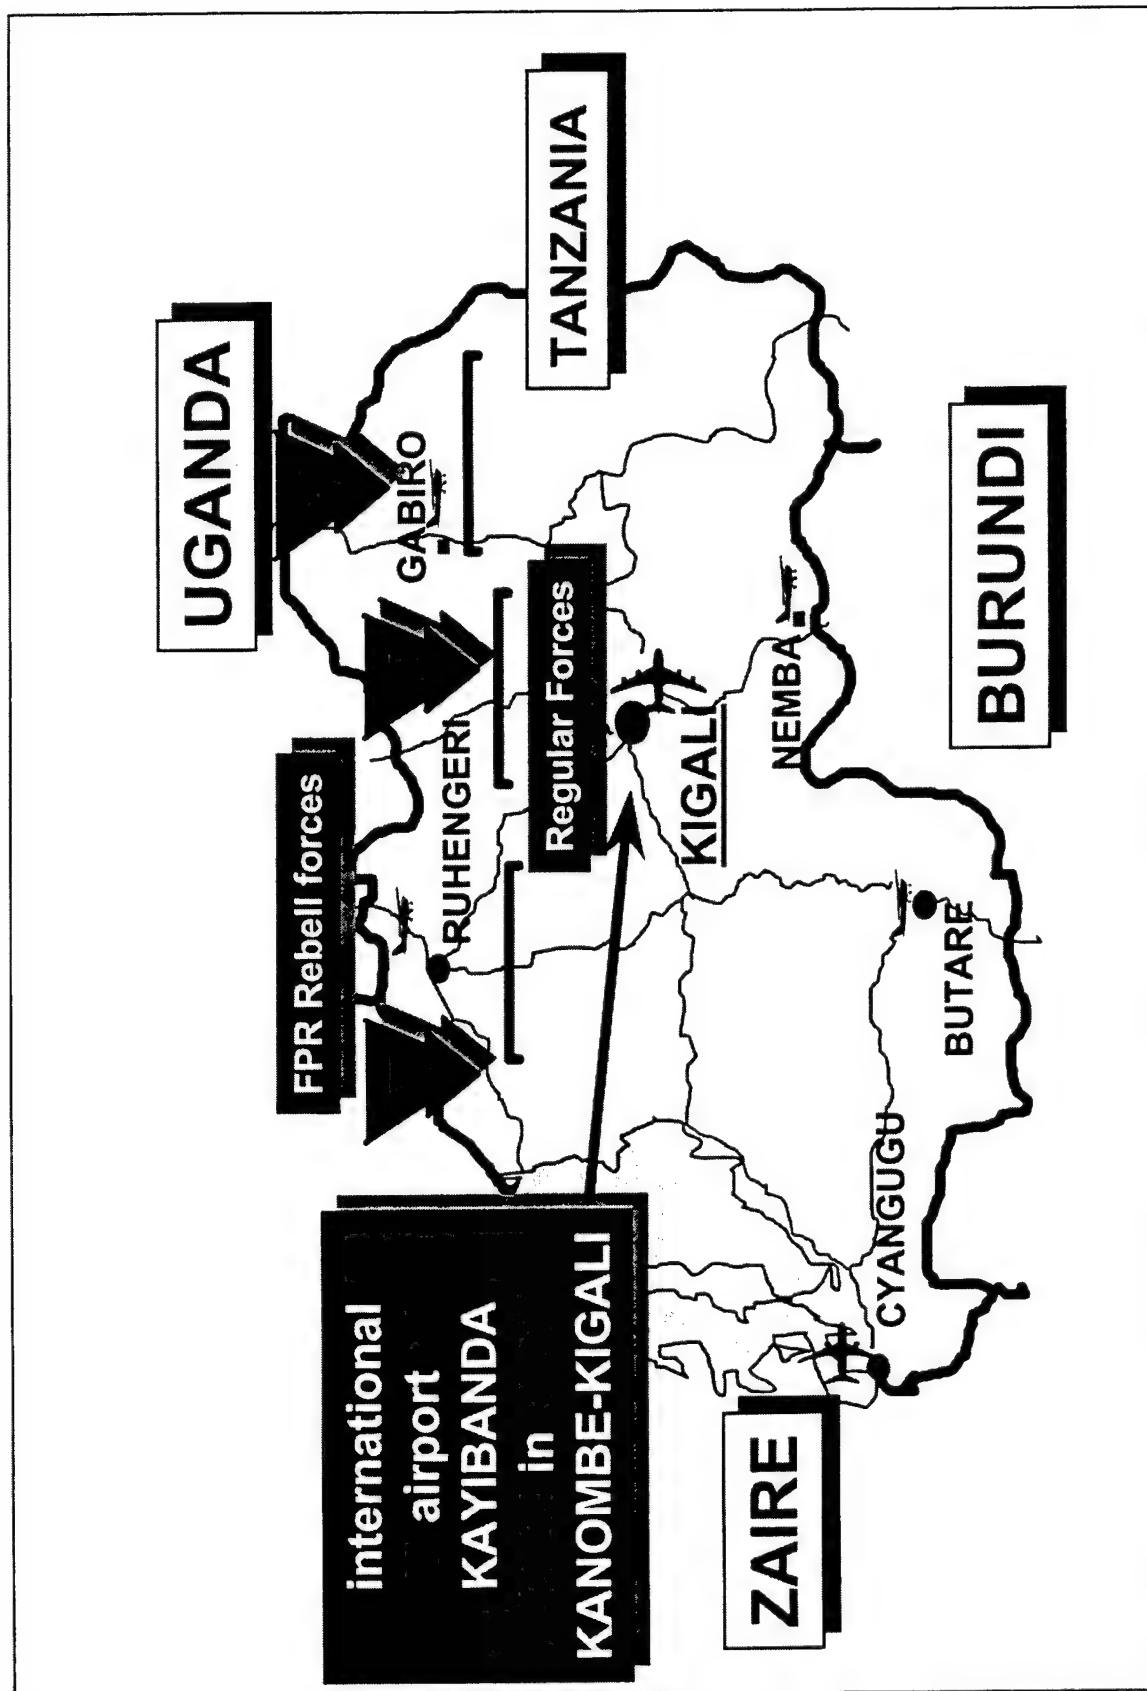 UGANDA
FPR Rebell forces
TANZANIA
GABIRO
RUHENGERI
Regular Forces
international
airport
KAYIBANDA
in
KANOMBE-KIGALI
KIGALI
NEMBA
ZAIRE
CYANGUGU
BUTARE
BURUNDI